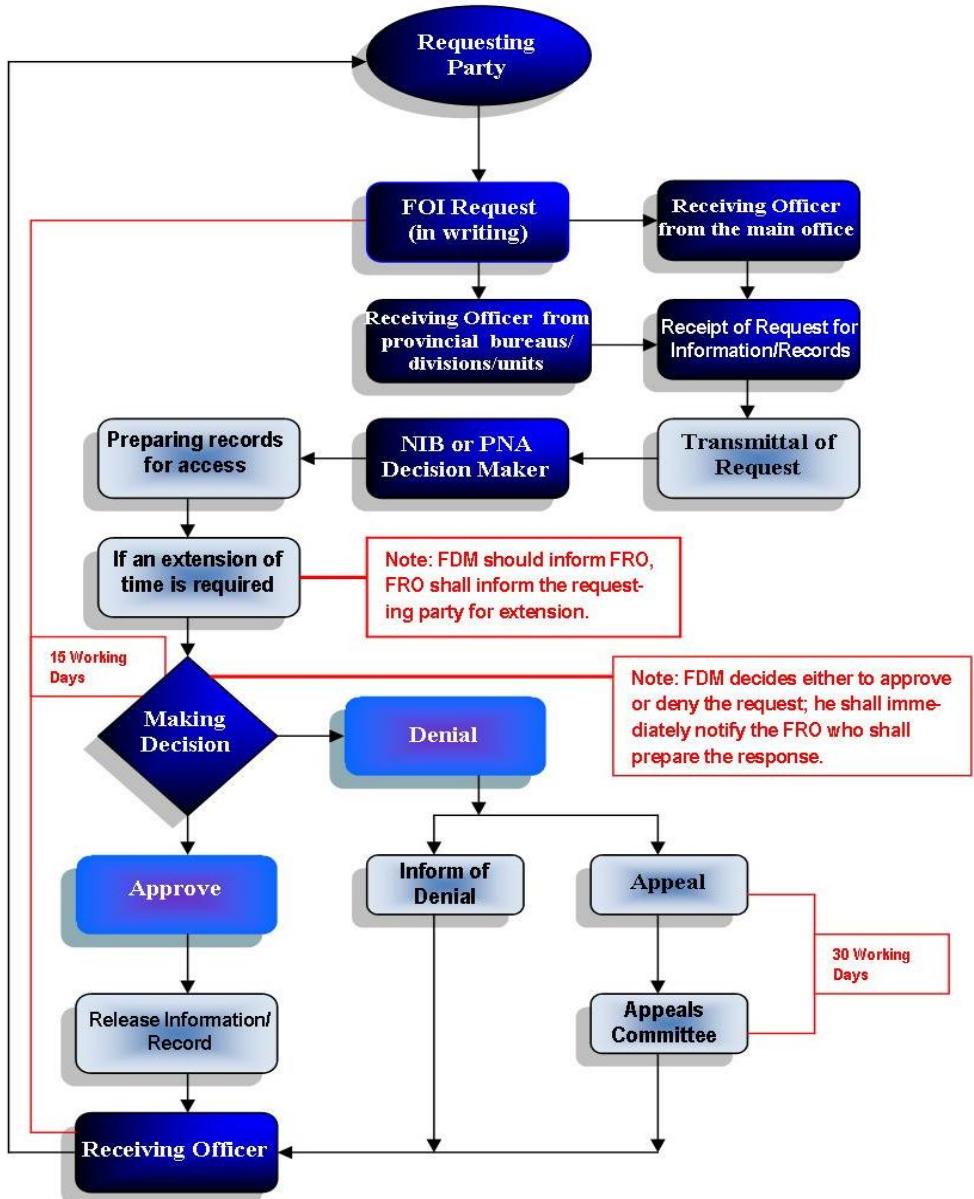 Requesting
Party
FOI Request
(in writing)
Receiving Officer
from the main office
Receiving Officer from
provincial bureaus/
divisions/units
Receipt of Request for
Information/Records
Preparing records
for access
NIB or PNA
Decision Maker
Transmittal of
Request
If an extension of
time is required
Note: FDM should inform FRO,
FRO shall inform the request-
ing party for extension.
15 Working
Days
Making
Decision
Denial
Note: FDM decides either to approve
or deny the request; he shall imme-
diately notify the FRO who shall
prepare the response.
Approve
Inform of
Denial
Appeal
30 Working
Days
Release Information/
Record
Appeals
Committee
Receiving Officer